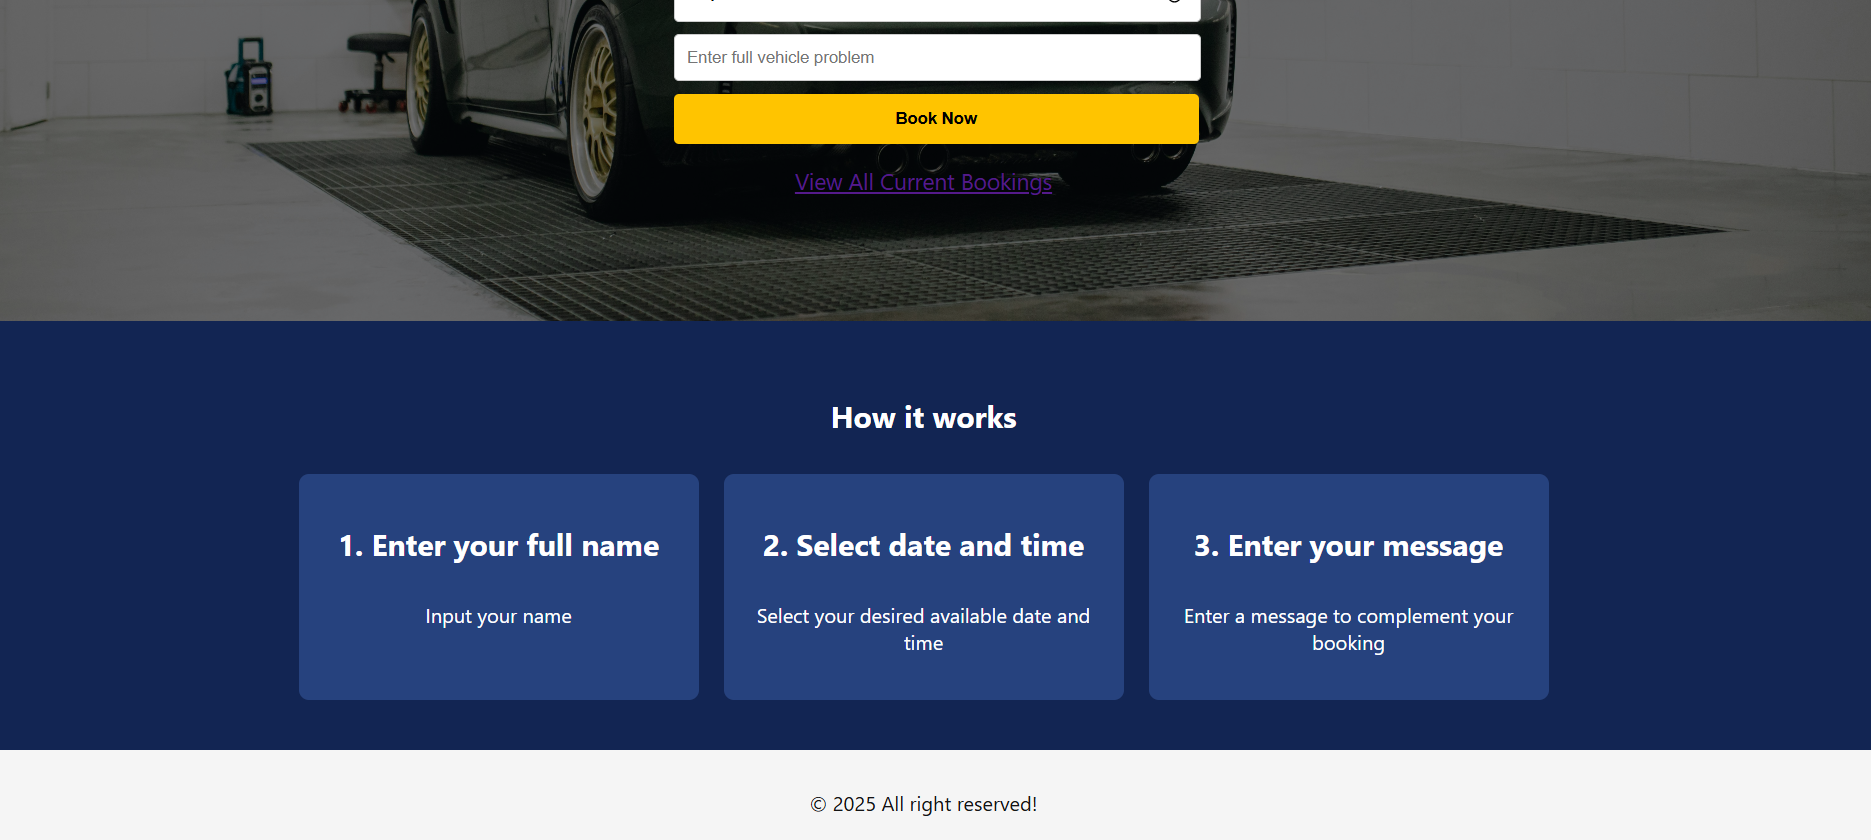 Enter full vehicle problem
Book Now
View All Current Bookings
How it works
1. Enter your full name
Input your name
2. Select date and time
Select your desired available date and
time
3. Enter your message
Enter a message to complement your
booking
© 2025 All right reserved!